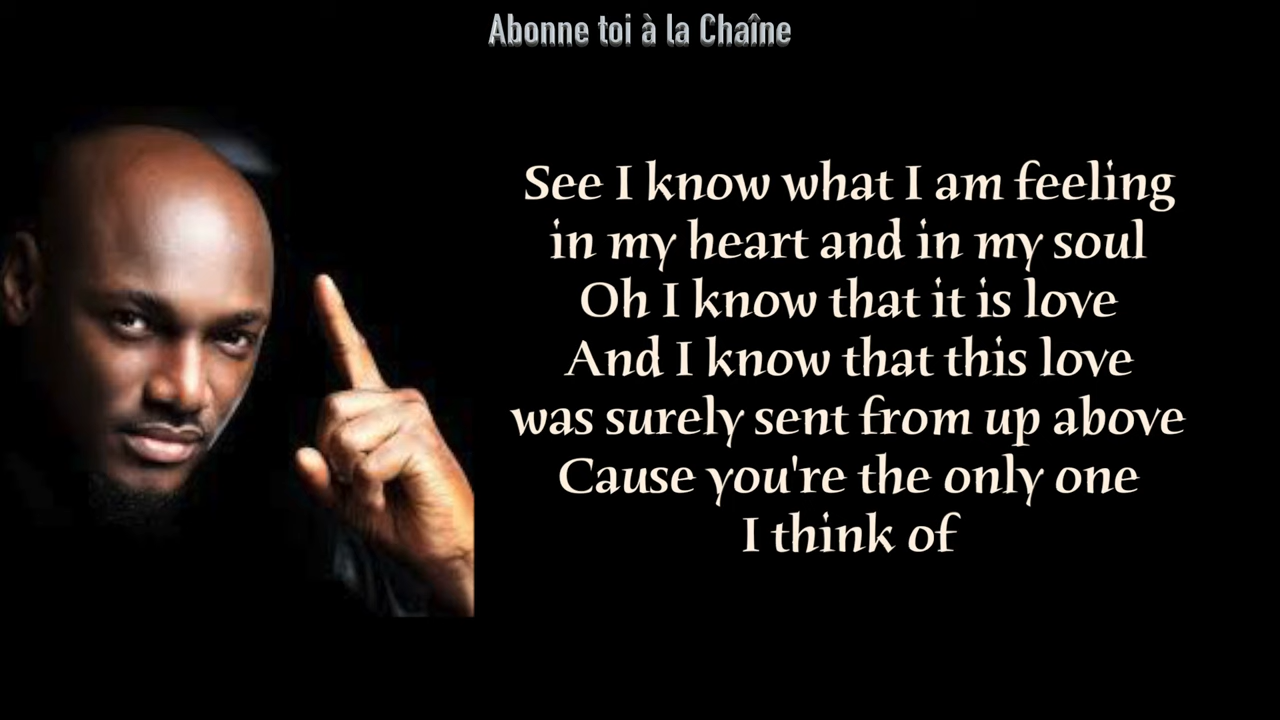 Abonne toi à la Chaîne
See I know what I am feeling
in my heart and in my soul
Oh I know that it is love
And I know that this love
was surely sent from up above
Cause you're the only one
I think of